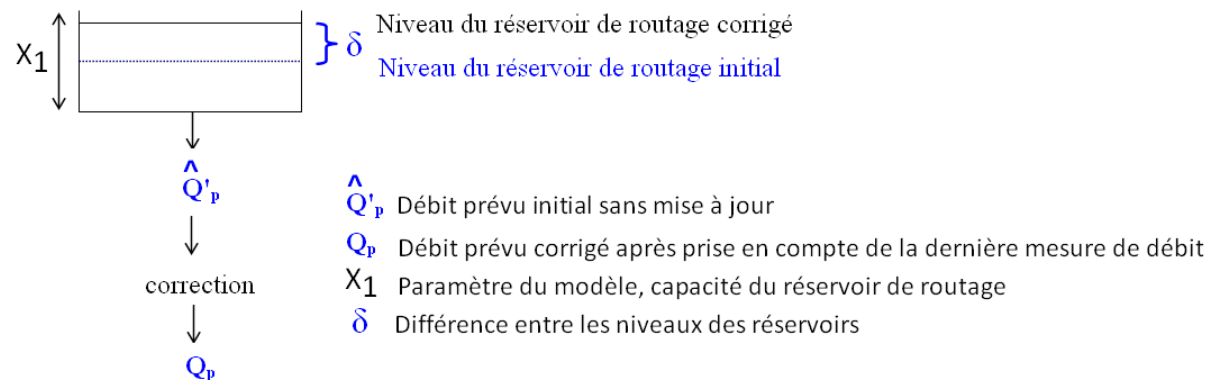 Niveau du réservoir de routage corrigé
X1
δ
Niveau du réservoir de routage initial
Q̂'p
Q̂'p Débit prévu initial sans mise à jour
Qp Débit prévu corrigé après prise en compte de la dernière mesure de débit
correction
X1 Paramètre du modèle, capacité du réservoir de routage
δ Différence entre les niveaux des réservoirs
Qp